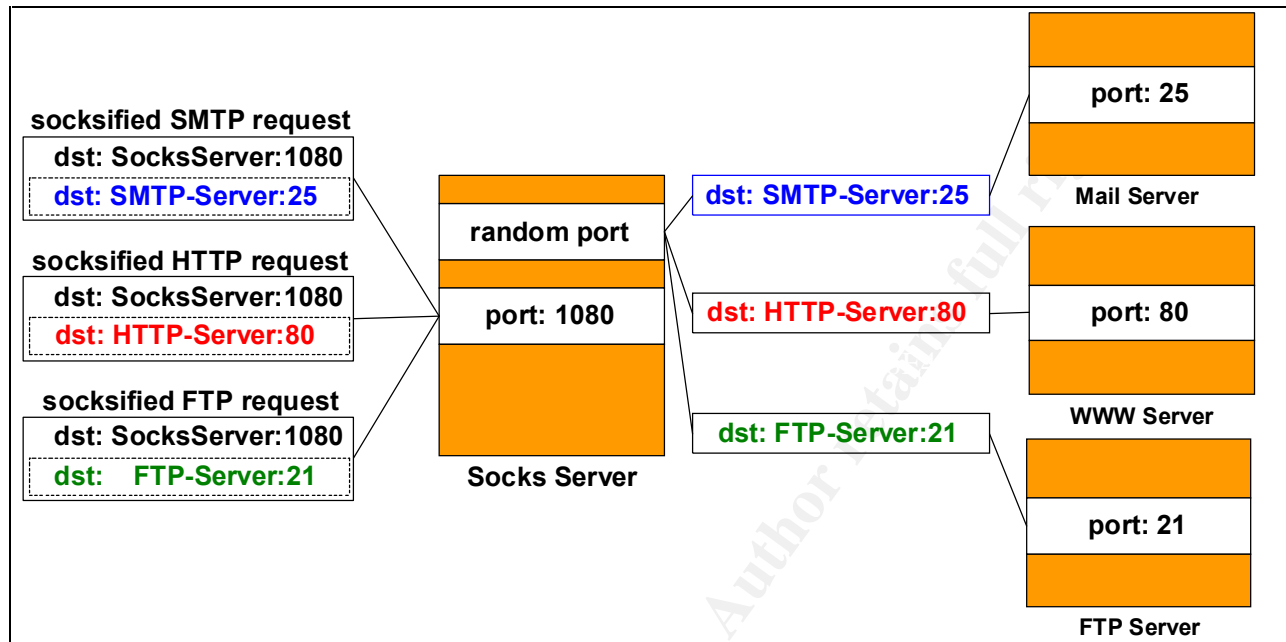 socksified SMTP request
dst: SocksServer:1080
dst: SMTP-Server:25
socksified HTTP request
dst: SocksServer:1080
dst: HTTP-Server:80
socksified FTP request
dst: SocksServer:1080
dst: FTP-Server:21
random port
port: 1080
Socks Server
dst: SMTP-Server:25
dst: HTTP-Server:80
dst: FTP-Server:21
port: 25
Mail Server
port: 80
WWW Server
port: 21
FTP Server
Author retains full